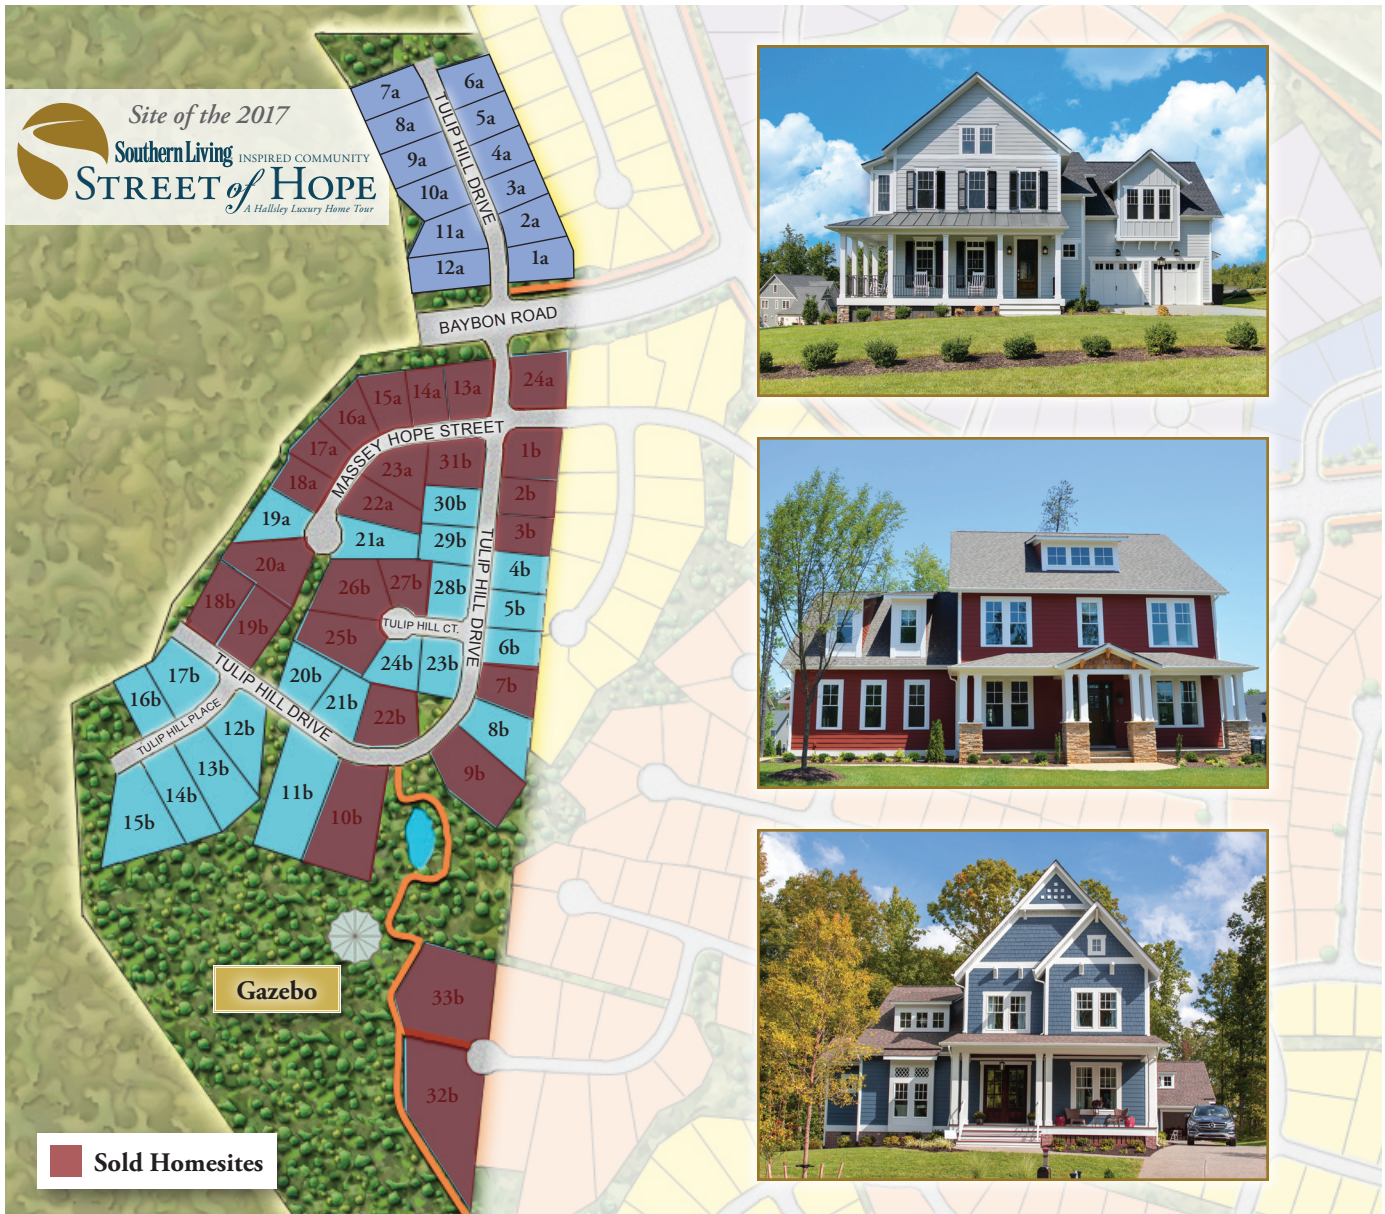 Site of the 2017
Southern Living INSPIRED COMMUNITY
STREET of HOPE
A Hallsley Luxury Home Tour
7a
6a
8a
5a
9a
4a
10a
3a
11a
2a
12a
1a
TULIP HILL DRIVE
BAYBON ROAD
15a
14a
13a
24a
16a
17a
18a
MASSEY HOPE STREET
23a
31b
1b
22a
30b
2b
19a
21a
29b
3b
20a
26b
27b
28b
4b
18b
19b
25b
TULIP HILL CT.
5b
TULIP HILL DRIVE
6b
24b
23b
7b
17b
16b
TULIP HILL DRIVE
20b
21b
22b
8b
TULIP HILL PLACE
12b
13b
14b
15b
11b
10b
9b
Gazebo
33b
32b
Sold Homesites